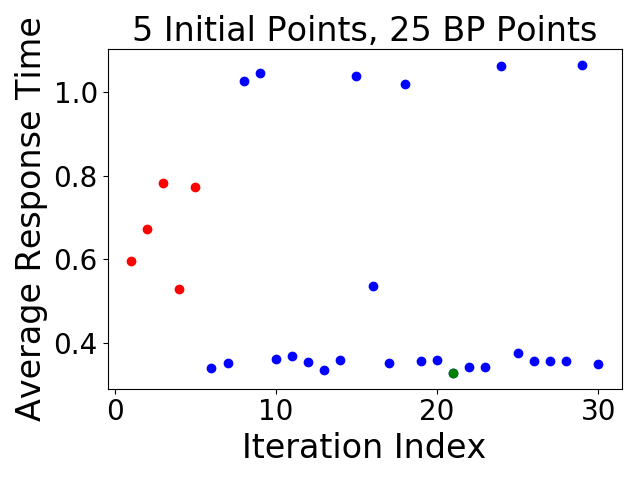 5 Initial Points, 25 BP Points
Average Response Time
1.0
0.8
0.6
0.4
0 10 20 30
Iteration Index